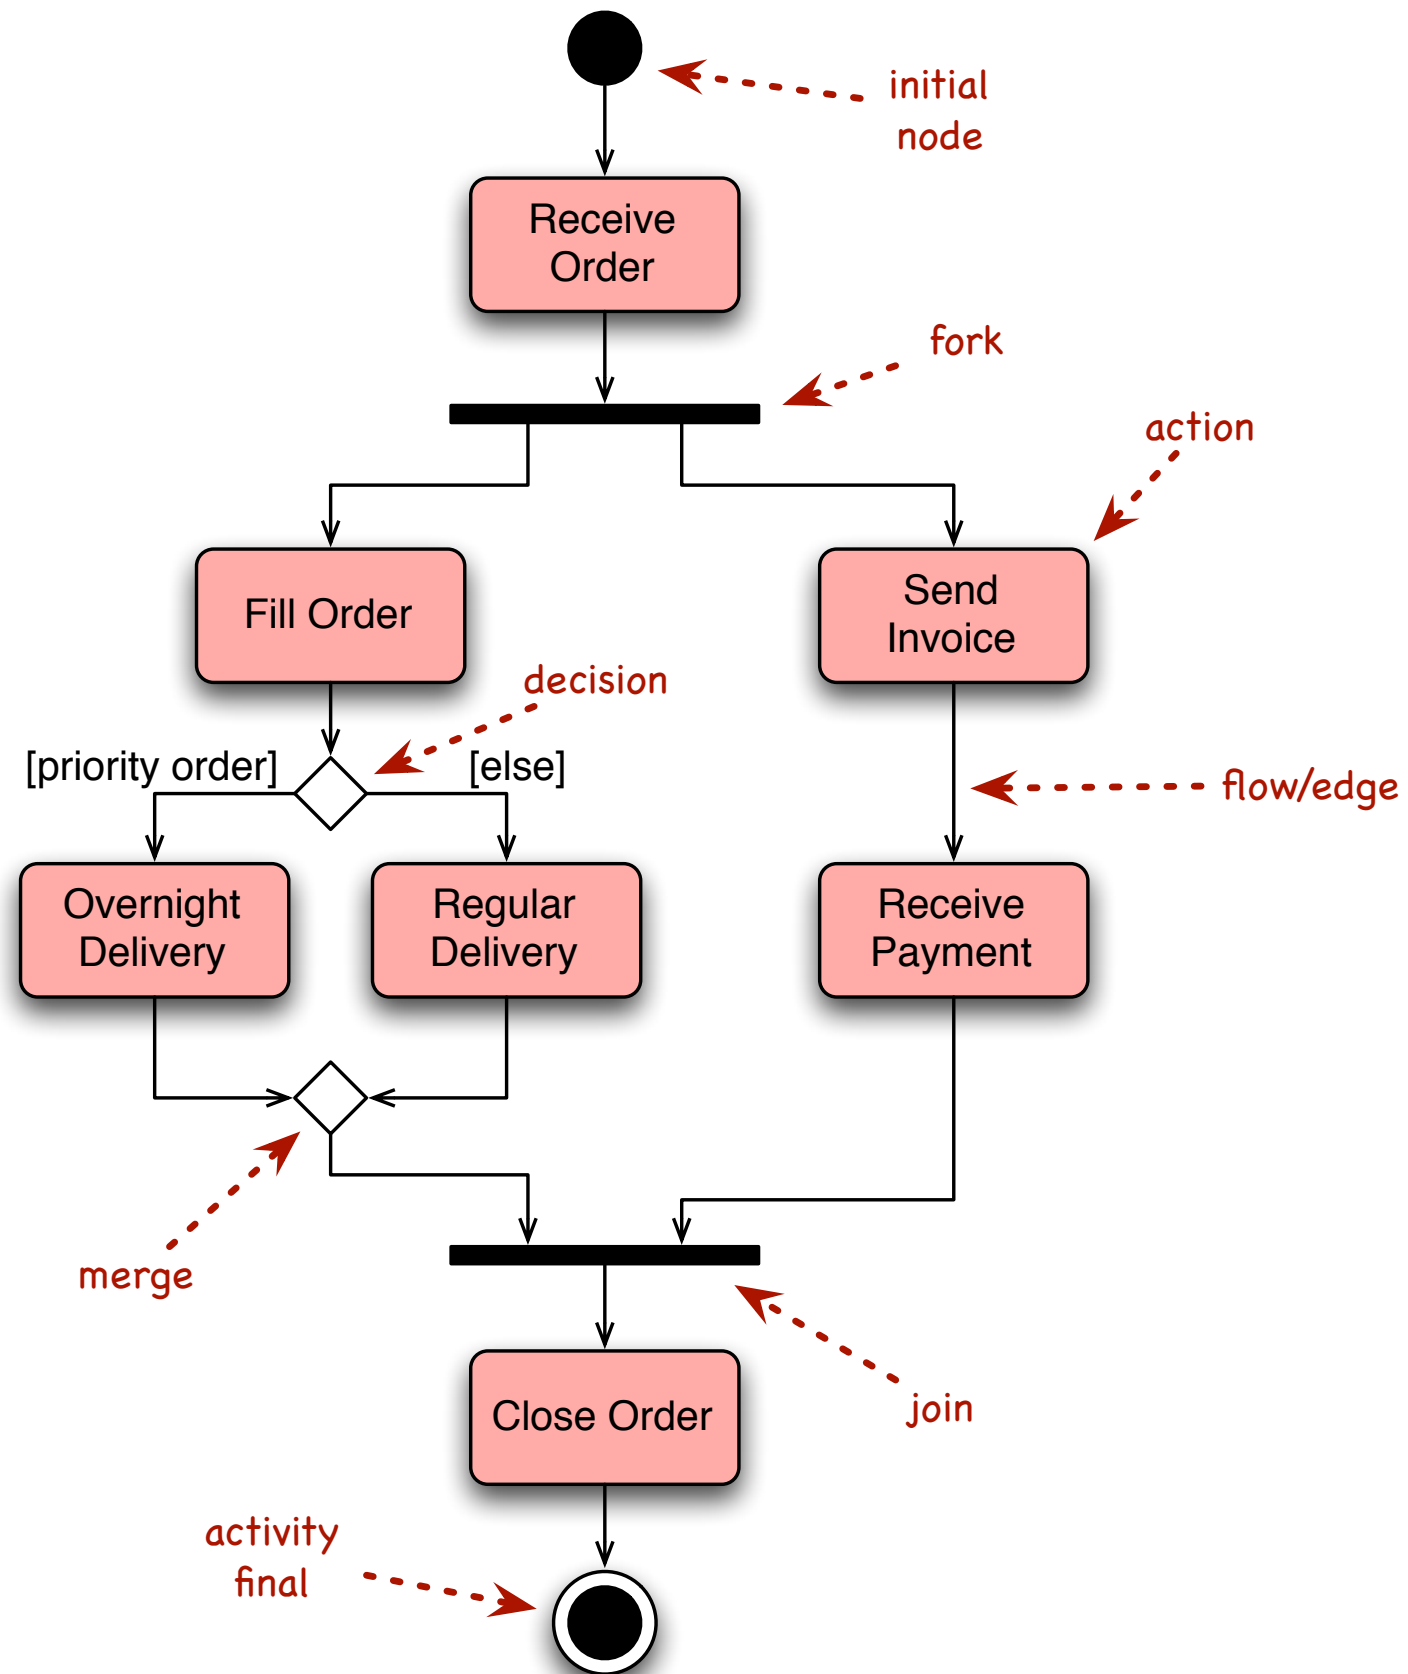 initial
node
Receive
Order
fork
action
Fill Order
Send
Invoice
decision
[priority order]
[else]
flow/edge
Overnight
Delivery
Regular
Delivery
Receive
Payment
merge
join
Close Order
activity
final